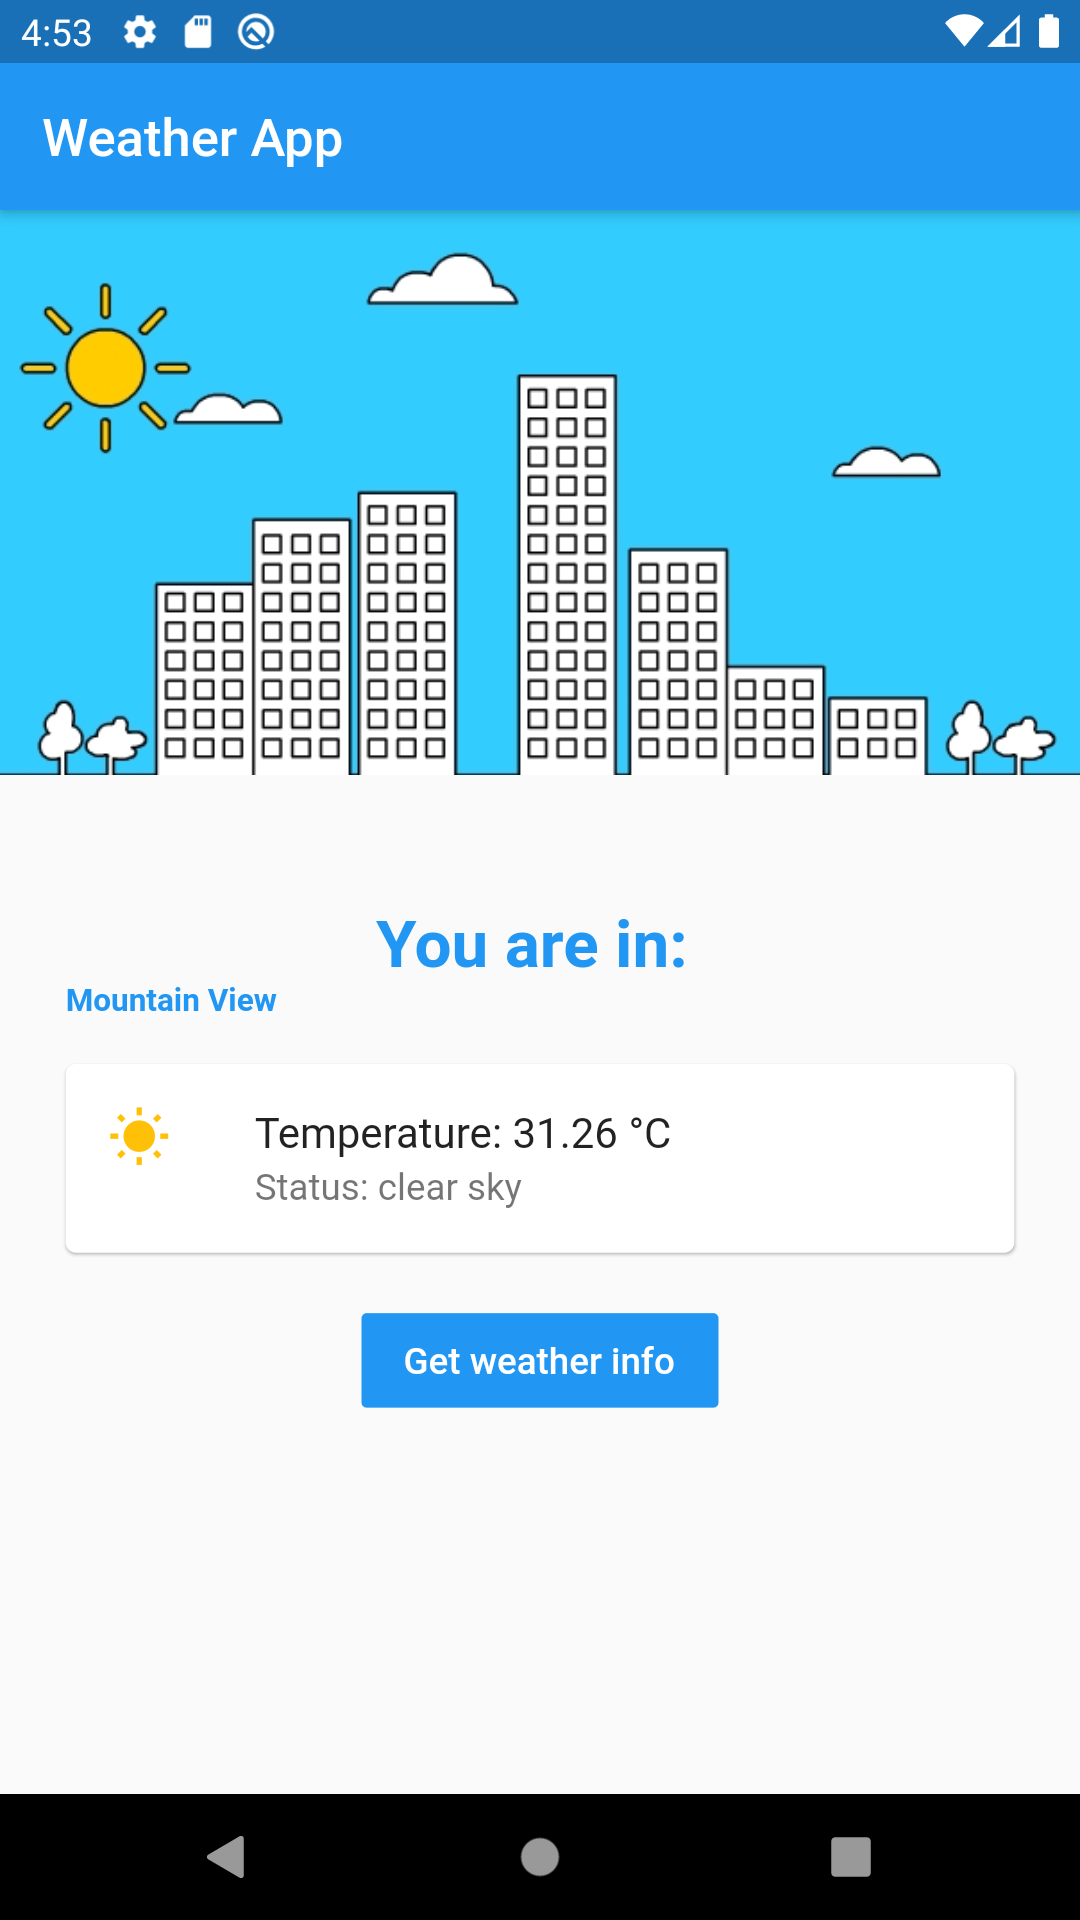 4:53
Weather App
You are in:
Mountain View
Temperature: 31.26 °C
Status: clear sky
Get weather info